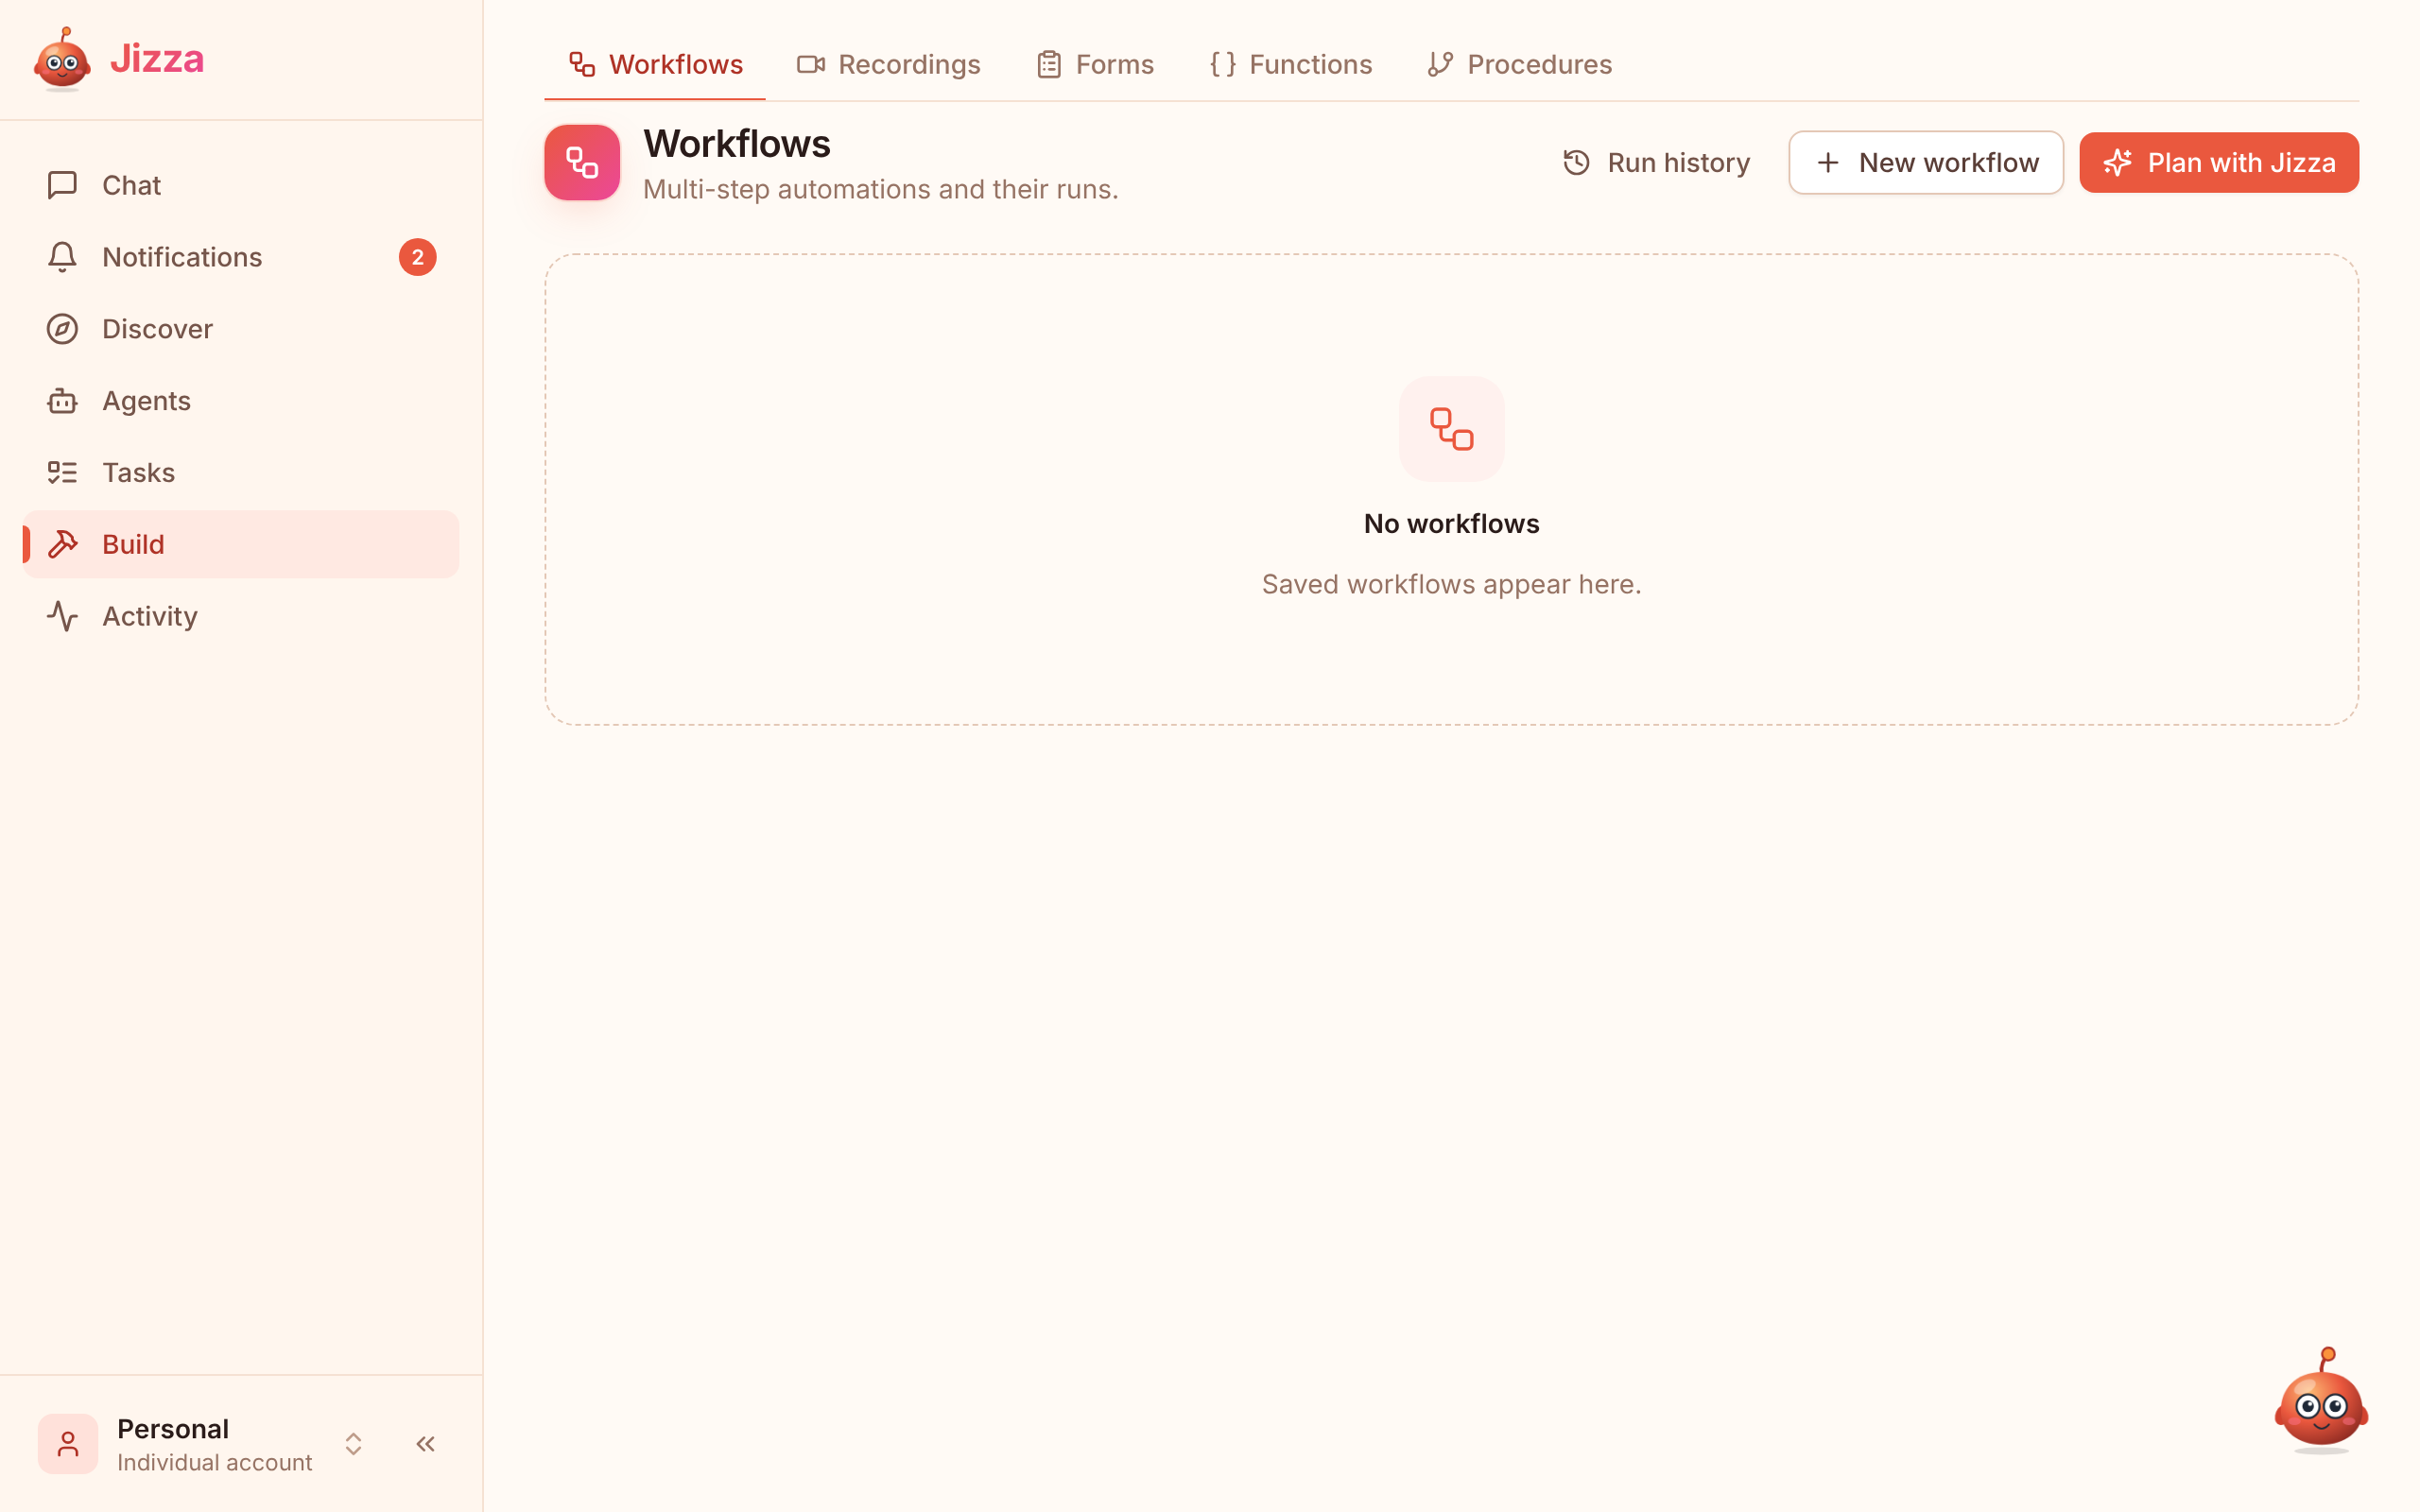 Jizza
Chat
Notifications 2
Discover
Agents
Tasks
Build
Activity
Personal
Individual account
Workflows Recordings Forms Functions Procedures
Workflows
Multi-step automations and their runs.
Run history New workflow Plan with Jizza
No workflows
Saved workflows appear here.